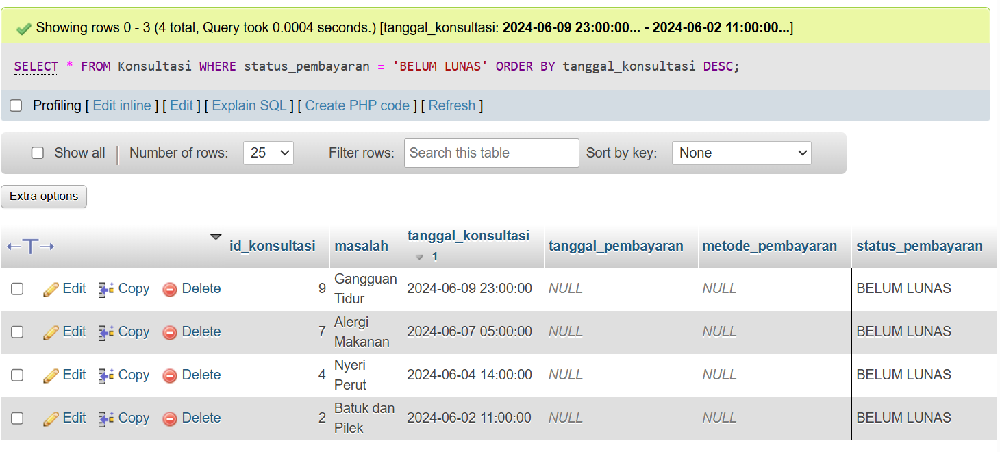 Showing rows 0 - 3 (4 total, Query took 0.0004 seconds.) [tanggal_konsultasi: 2024-06-09 23:00:00... - 2024-06-02 11:00:00...]
SELECT * FROM Konsultasi WHERE status_pembayaran = 'BELUM LUNAS' ORDER BY tanggal_konsultasi DESC;
Profiling [ Edit inline ] [ Edit ] [ Explain SQL ] [ Create PHP code ] [ Refresh ]
Show all | Number of rows: 25 Filter rows: Search this table Sort by key: None
Extra options
←T→ id_konsultasi masalah tanggal_konsultasi 1 tanggal_pembayaran metode_pembayaran status_pembayaran
Edit Copy Delete 9 Gangguan Tidur 2024-06-09 23:00:00 NULL NULL BELUM LUNAS
Edit Copy Delete 7 Alergi Makanan 2024-06-07 05:00:00 NULL NULL BELUM LUNAS
Edit Copy Delete 4 Nyeri Perut 2024-06-04 14:00:00 NULL NULL BELUM LUNAS
Edit Copy Delete 2 Batuk dan Pilek 2024-06-02 11:00:00 NULL NULL BELUM LUNAS